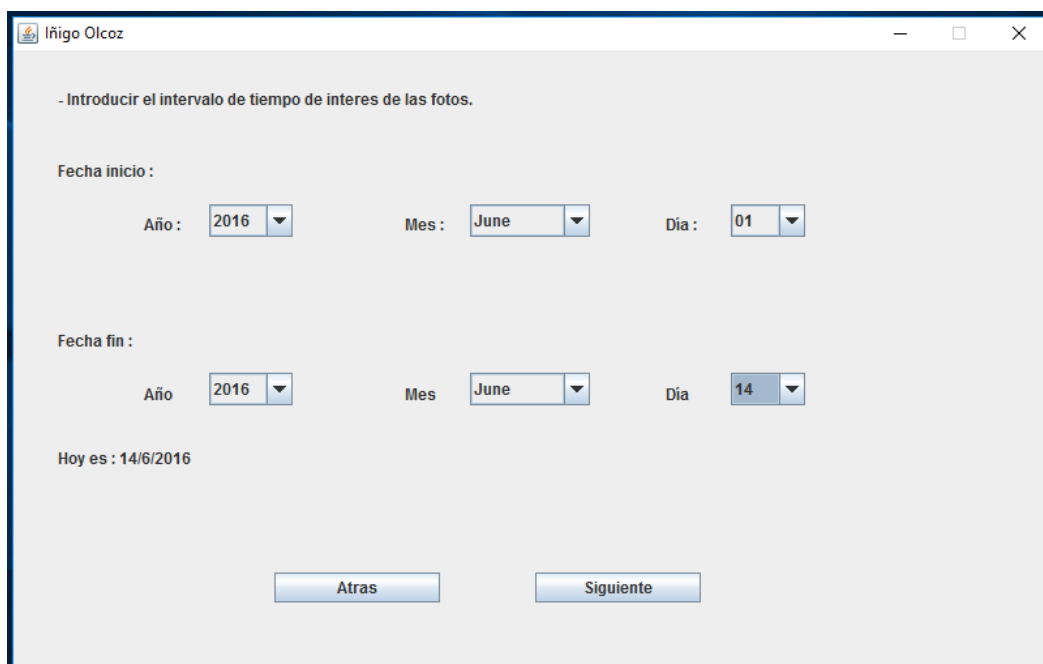 Iñigo Olcoz
- Introducir el intervalo de tiempo de interes de las fotos.
Fecha inicio :
Año : 2016 Mes : June Día : 01
Fecha fin :
Año 2016 Mes June Día 14
Hoy es : 14/6/2016
Atras Siguiente